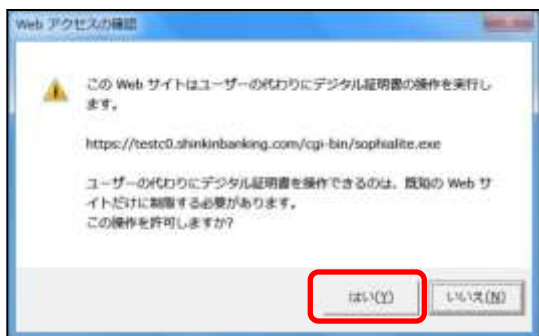 Web アクセスの確認
この Web サイトはユーザーの代わりにデジタル証明書の操作を実行し
ます。
https://testc0.shinkinbanking.com/cgi-bin/sophialite.exe
ユーザーの代わりにデジタル証明書を操作できるのは、既知の Web サ
イトだけに制限する必要があります。
この操作を許可しますか?
はい(Y) いいえ(N)